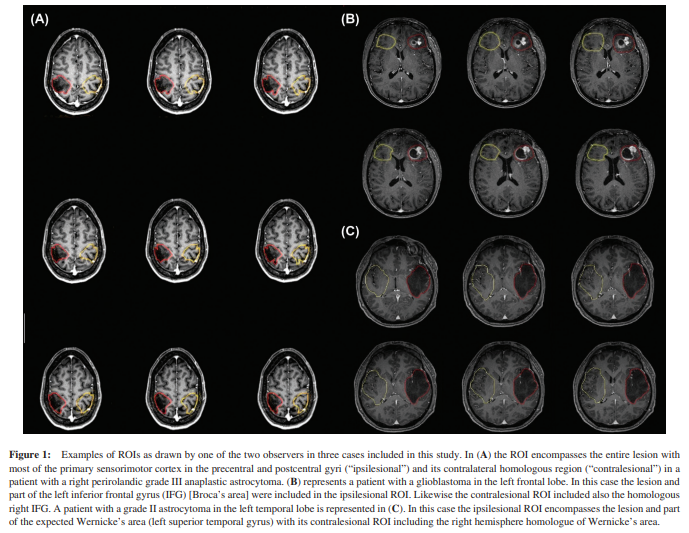 (A)
(B)
(C)
Figure 1: Examples of ROIs as drawn by one of the two observers in three cases included in this study. In (A) the ROI encompasses the entire lesion with
most of the primary sensorimotor cortex in the precentral and postcentral gyri (“ipsilesional”) and its contralateral homologous region (“contralesional”) in a
patient with a right perirolandic grade III anaplastic astrocytoma. (B) represents a patient with a glioblastoma in the left frontal lobe. In this case the lesion and
part of the left inferior frontal gyrus (IFG) [Broca’s area] were included in the ipsilesional ROI. Likewise the contralesional ROI included also the homologous
right IFG. A patient with a grade II astrocytoma in the left temporal lobe is represented in (C). In this case the ipsilesional ROI encompasses the lesion and part
of the expected Wernicke’s area (left superior temporal gyrus) with its contralesional ROI including the right hemisphere homologue of Wernicke’s area.